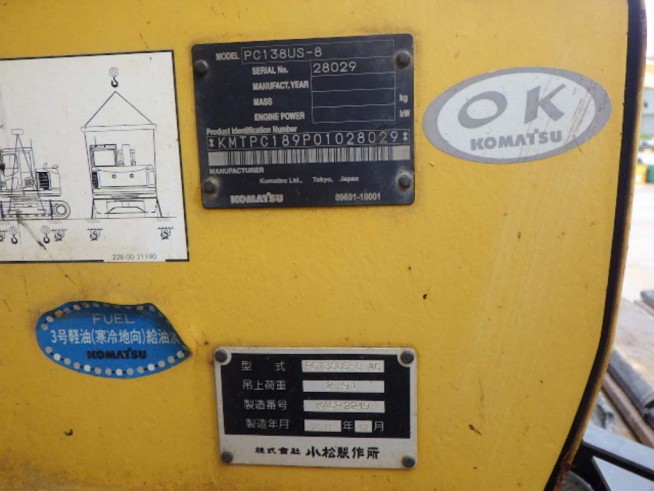 MODEL PC138US-8
SERIAL No. 28029
MANUFACT.YEAR
MASS kg
ENGINE POWER kW
Product Identification Number
*KMTPC189P01028029*
MANUFACTURER
Komatsu Ltd., Tokyo, Japan
KOMATSU 09601-10001
OK
KOMATSU
FUEL
3号軽油(寒冷地向)給油
KOMATSU
型 式
吊上荷重
製造番号
製造年月 年 月
株式會社 小松製作所